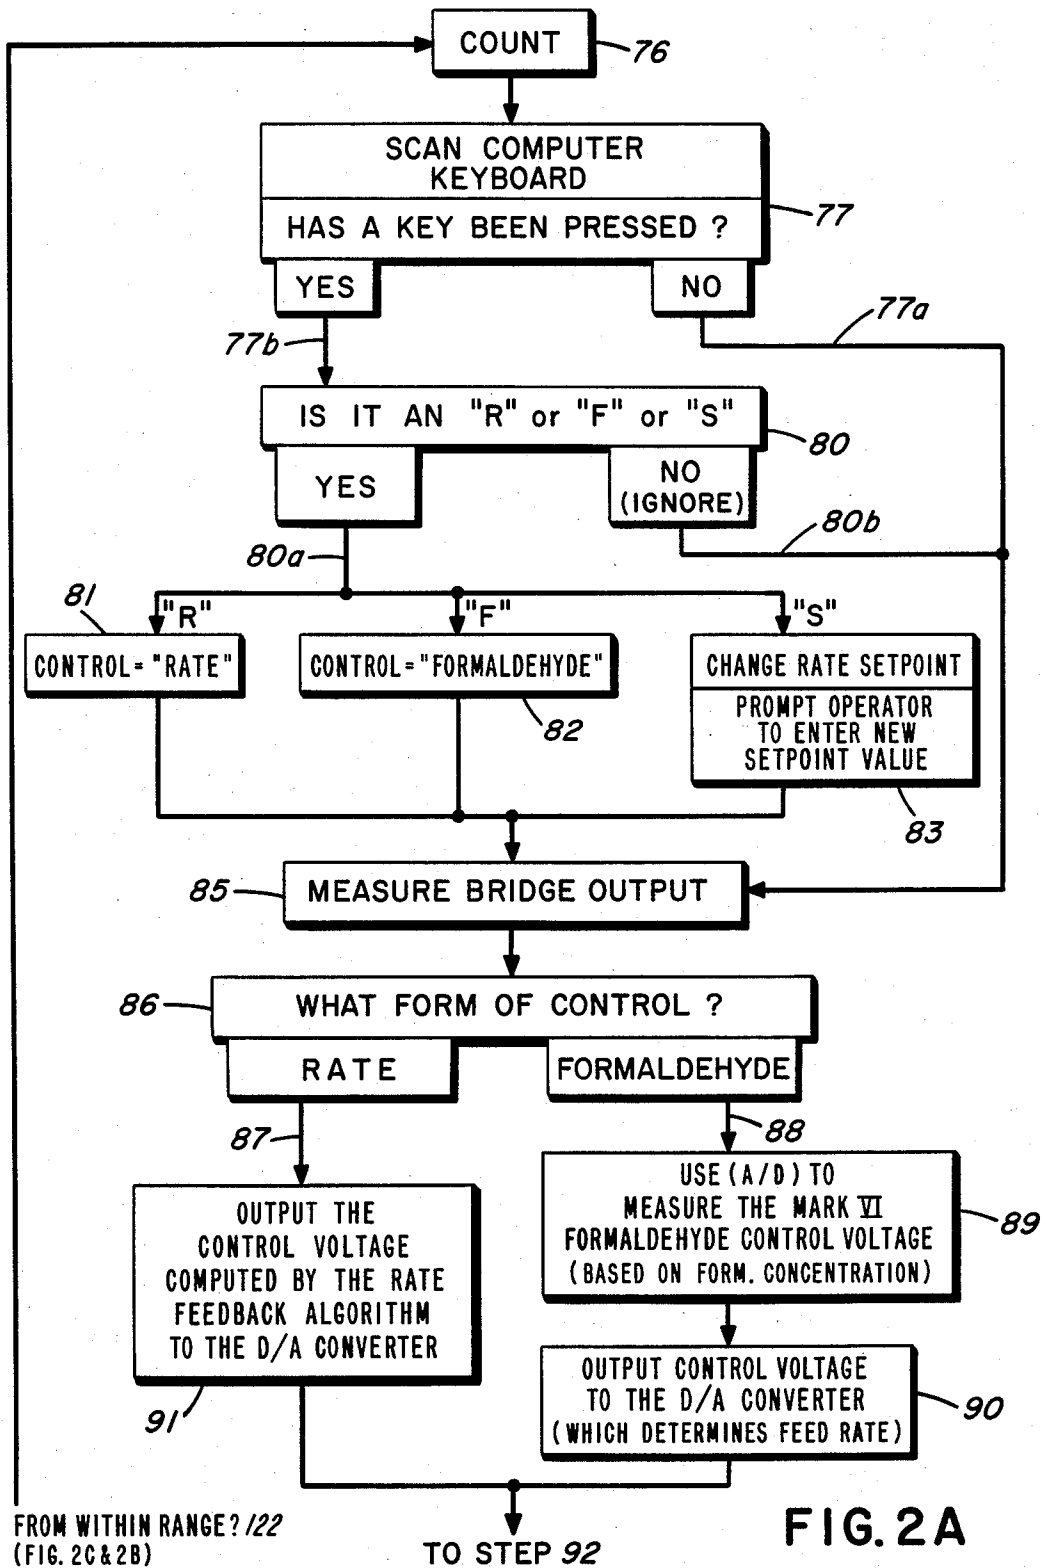 COUNT
76
SCAN COMPUTER
KEYBOARD
HAS A KEY BEEN PRESSED ?
77
YES
NO
77a
77b
IS IT AN "R" or "F" or "S"
80
YES
NO
(IGNORE)
80b
80a
81
"R"
"F"
"S"
CONTROL = "RATE"
CONTROL = "FORMALDEHYDE"
82
CHANGE RATE SETPOINT
PROMPT OPERATOR
TO ENTER NEW
SETPOINT VALUE
83
85
MEASURE BRIDGE OUTPUT
86
WHAT FORM OF CONTROL ?
RATE
FORMALDEHYDE
87
88
USE (A/D) TO
MEASURE THE MARK VI
FORMALDEHYDE CONTROL VOLTAGE
(BASED ON FORM. CONCENTRATION)
89
OUTPUT THE
CONTROL VOLTAGE
COMPUTED BY THE RATE
FEEDBACK ALGORITHM
TO THE D/A CONVERTER
91
OUTPUT CONTROL VOLTAGE
TO THE D/A CONVERTER
(WHICH DETERMINES FEED RATE)
90
FROM WITHIN RANGE? 122
(FIG. 2C & 2B)
TO STEP 92
FIG. 2A